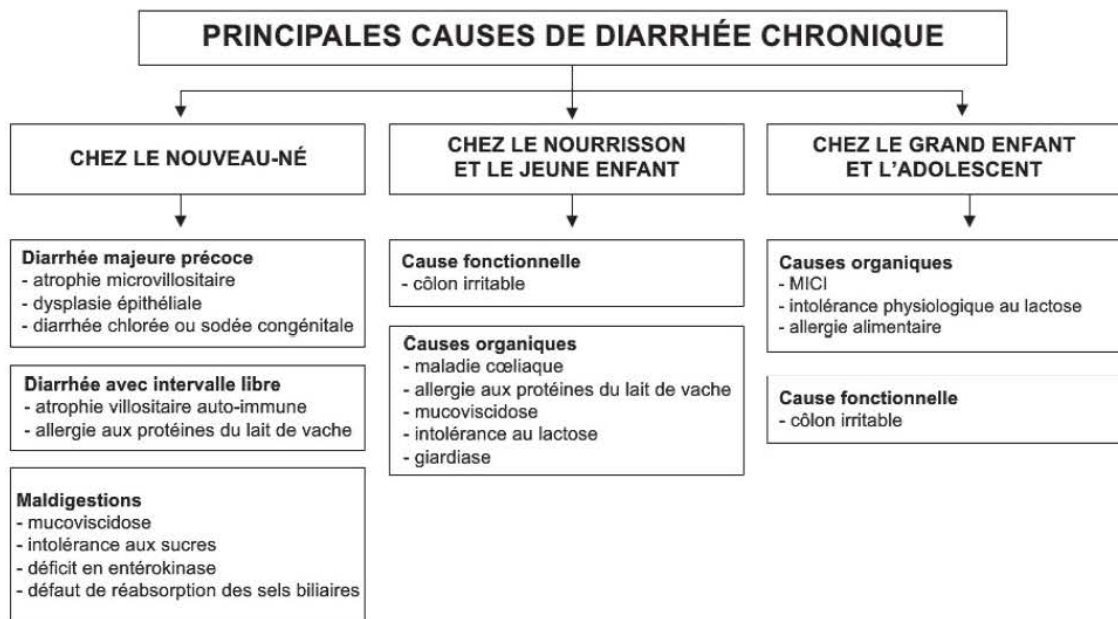 PRINCIPALES CAUSES DE DIARRHÉE CHRONIQUE
CHEZ LE NOUVEAU-NÉ
Diarrhée majeure précoce
- atrophie microvillositaire
- dysplasie épithéliale
- diarrhée chlorée ou sodée congénitale
Diarrhée avec intervalle libre
- atrophie villositaire auto-immune
- allergie aux protéines du lait de vache
Maldigestions
- mucoviscidose
- intolérance aux sucres
- déficit en entérokinase
- défaut de réabsorption des sels biliaires
CHEZ LE NOURRISSON
ET LE JEUNE ENFANT
Cause fonctionnelle
- côlon irritable
Causes organiques
- maladie cœliaque
- allergie aux protéines du lait de vache
- mucoviscidose
- intolérance au lactose
- giardiase
CHEZ LE GRAND ENFANT
ET L'ADOLESCENT
Causes organiques
- MICI
- intolérance physiologique au lactose
- allergie alimentaire
Cause fonctionnelle
- côlon irritable